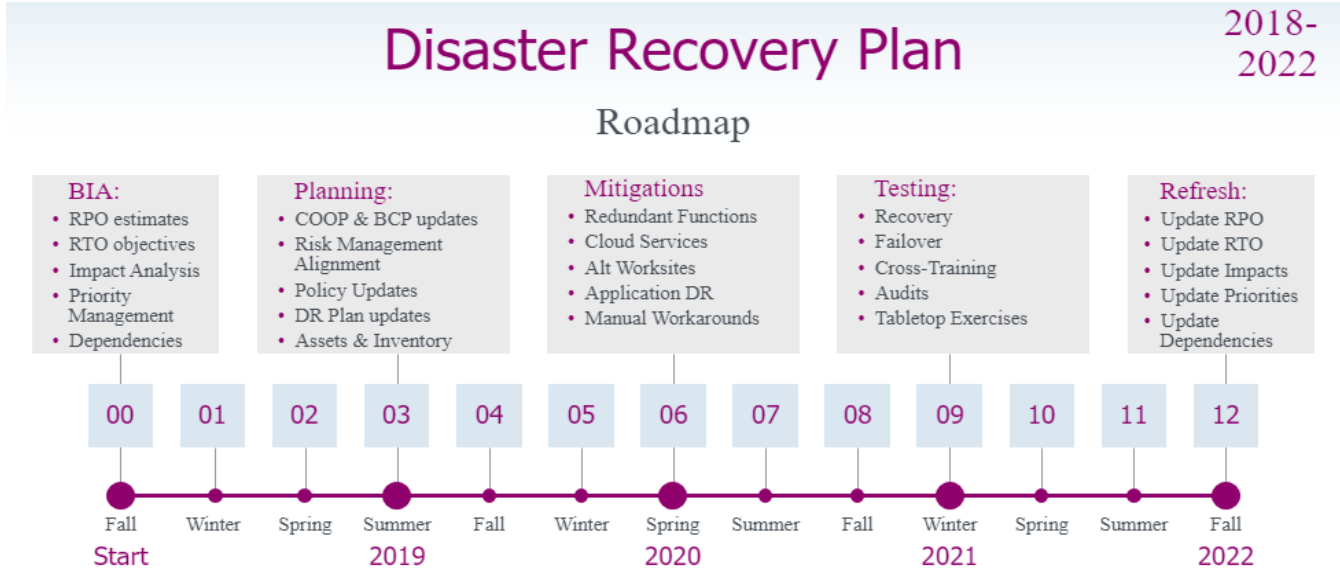 Disaster Recovery Plan
2018-
2022
Roadmap
BIA:
• RPO estimates
• RTO objectives
• Impact Analysis
• Priority
Management
• Dependencies
Planning:
• COOP & BCP updates
• Risk Management
Alignment
• Policy Updates
• DR Plan updates
• Assets & Inventory
Mitigations
• Redundant Functions
• Cloud Services
• Alt Worksites
• Application DR
• Manual Workarounds
Testing:
• Recovery
• Failover
• Cross-Training
• Audits
• Tabletop Exercises
Refresh:
• Update RPO
• Update RTO
• Update Impacts
• Update Priorities
• Update
Dependencies
00 01 02 03 04 05 06 07 08 09 10 11 12
Fall Winter Spring Summer Fall Winter Spring Summer Fall Winter Spring Summer Fall
Start 2019 2020 2021 2022